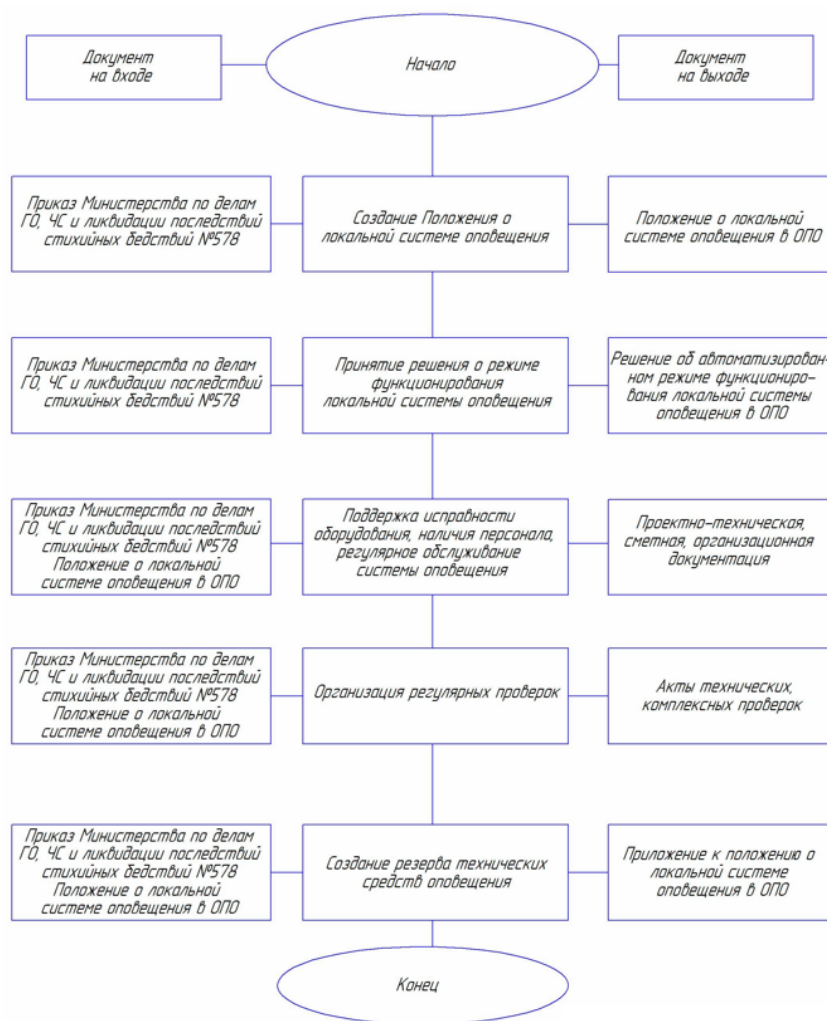 Документ
на входе
Начало
Документ
на выходе
Приказ Министерства по делам
ГО, ЧС и ликвидации последствий
стихийных бедствий №578
Создание Положения о
локальной системе оповещения
Положение о локальной
системе оповещения в ОПО
Приказ Министерства по делам
ГО, ЧС и ликвидации последствий
стихийных бедствий №578
Принятие решения о режиме
функционирования
локальной системы оповещения
Решение об автоматизирован-
ном режиме функциониро-
вания локальной системы
оповещения в ОПО
Приказ Министерства по делам
ГО, ЧС и ликвидации последствий
стихийных бедствий №578
Положение о локальной
системе оповещения в ОПО
Поддержка исправности
оборудования, наличия персонала,
регулярное обслуживание
системы оповещения
Проектно-техническая,
сметная, организационная
документация
Приказ Министерства по делам
ГО, ЧС и ликвидации последствий
стихийных бедствий №578
Положение о локальной
системе оповещения в ОПО
Организация регулярных проверок
Акты технических,
комплексных проверок
Приказ Министерства по делам
ГО, ЧС и ликвидации последствий
стихийных бедствий №578
Положение о локальной
системе оповещения в ОПО
Создание резерва технических
средств оповещения
Приложение к положению о
локальной системе
оповещения в ОПО
Конец